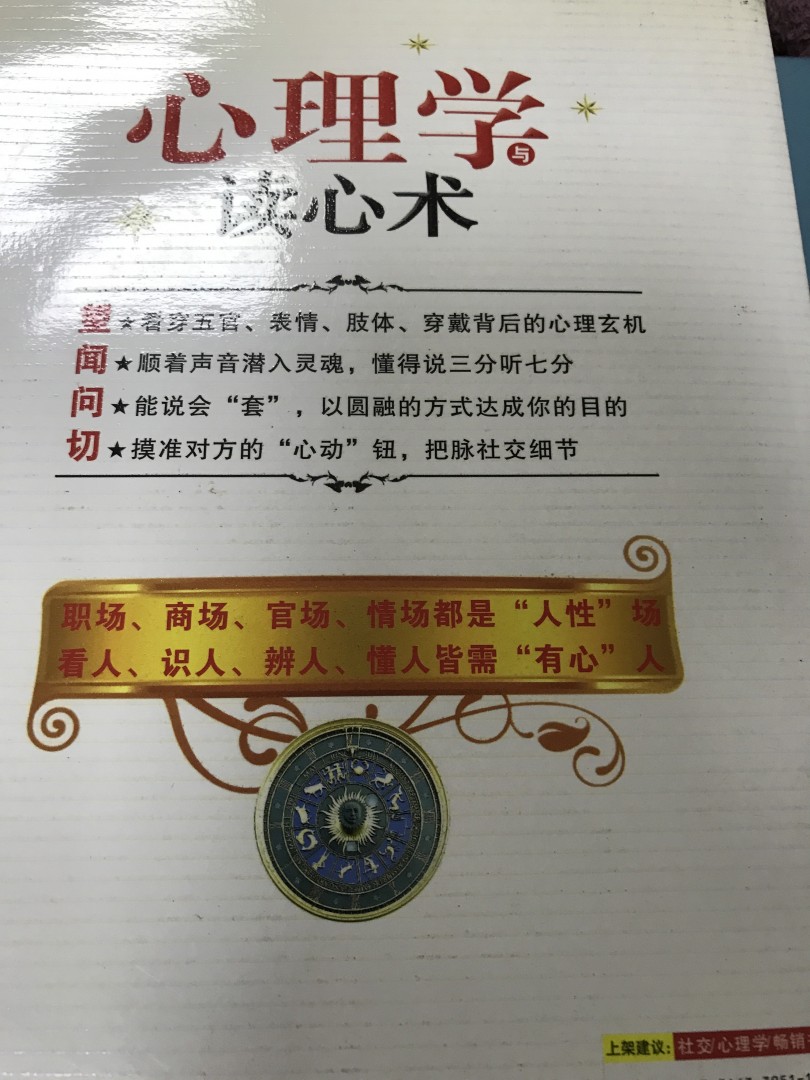 心理学与
读心术
望★看穿五官、表情、肢体、穿戴背后的心理玄机
闻★顺着声音潜入灵魂，懂得说三分听七分
问★能说会“套”，以圆融的方式达成你的目的
切★摸准对方的“心动”钮，把脉社交细节
职场、商场、官场、情场都是“人性”场
看人、识人、辨人、懂人皆需“有心”人
上架建议：社交/心理学/畅销